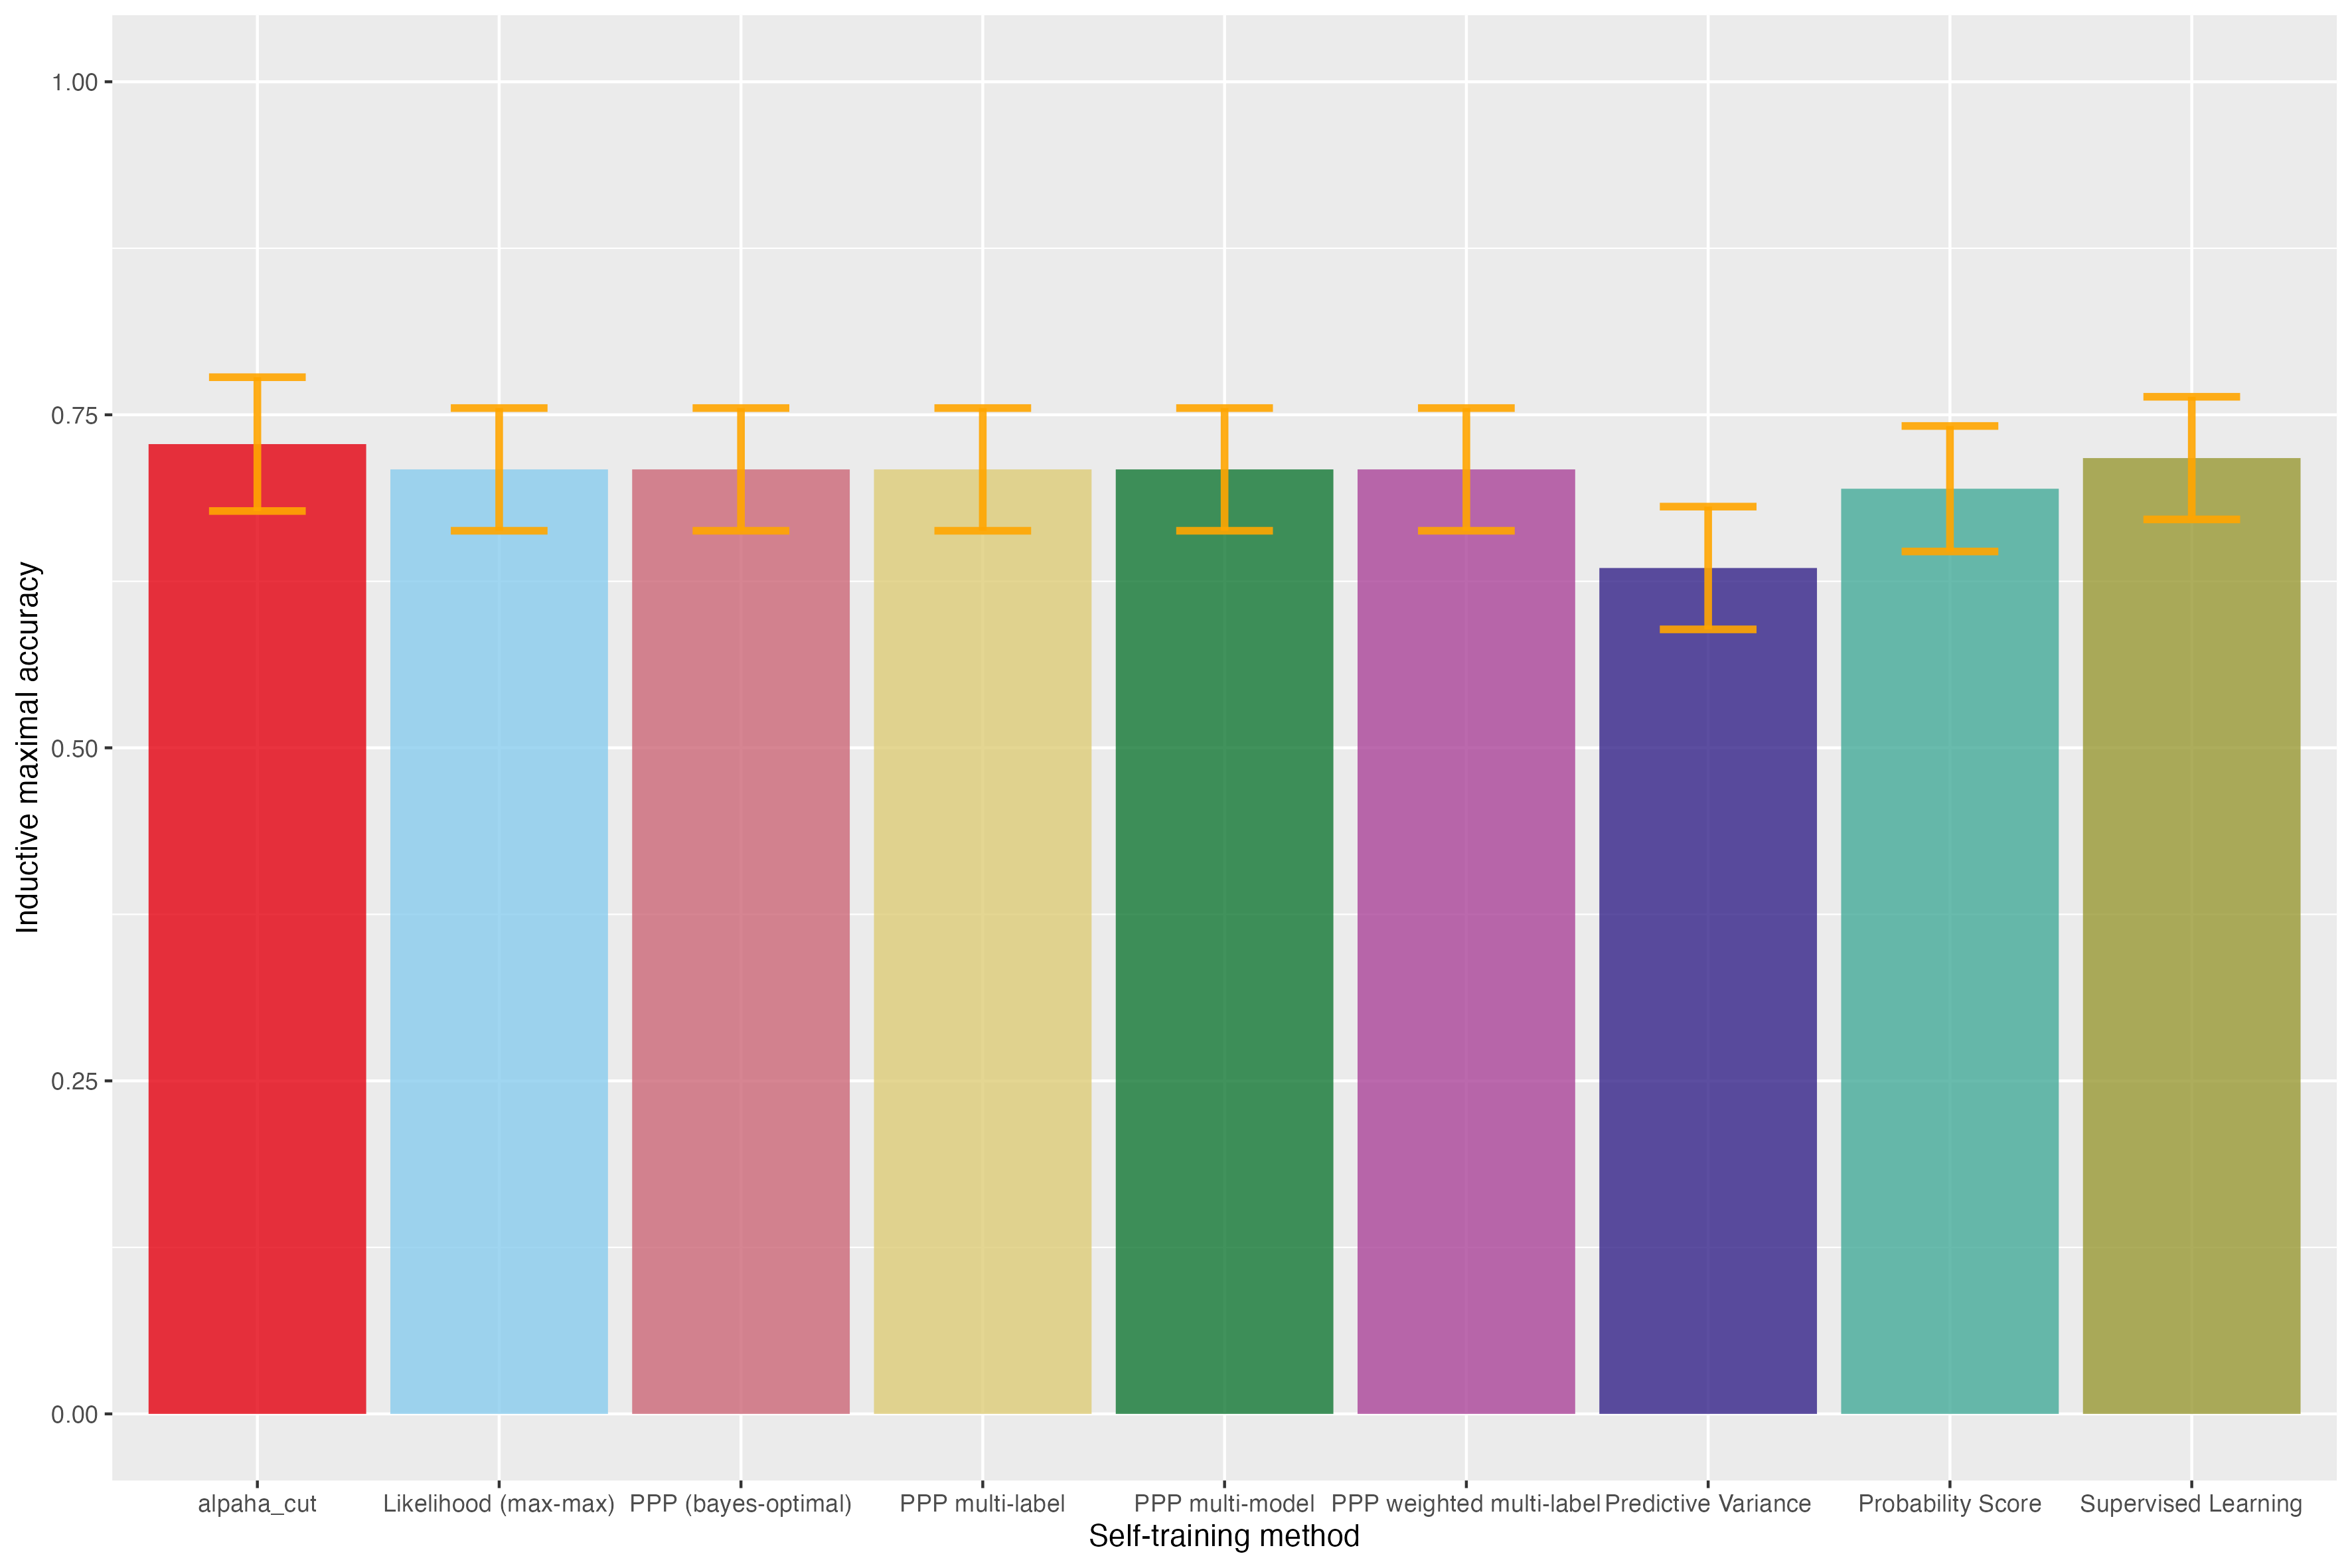 Inductive maximal accuracy
1.00
0.75
0.50
0.25
0.00
alpaha_cut
Likelihood (max-max)
PPP (bayes-optimal)
PPP multi-label
PPP multi-model
PPP weighted multi-label
Predictive Variance
Probability Score
Supervised Learning
Self-training method